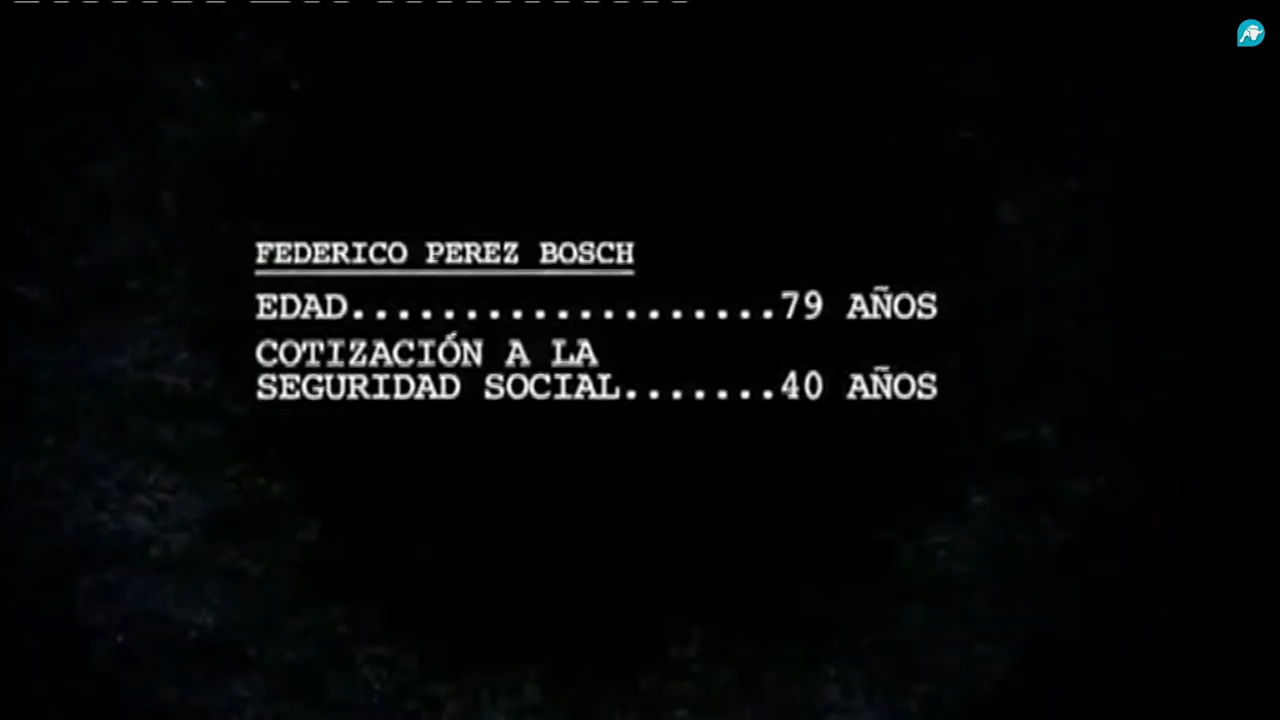 FEDERICO PEREZ BOSCH
EDAD...................79 AÑOS
COTIZACIÓN A LA
SEGURIDAD SOCIAL.......40 AÑOS